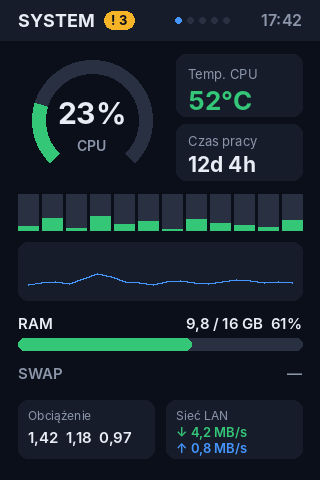 SYSTEM ! 3 17:42
23%
CPU
Temp. CPU
52°C
Czas pracy
12d 4h
RAM 9,8 / 16 GB 61%
SWAP —
Obciążenie
1,42 1,18 0,97
Sieć LAN
↓ 4,2 MB/s
↑ 0,8 MB/s